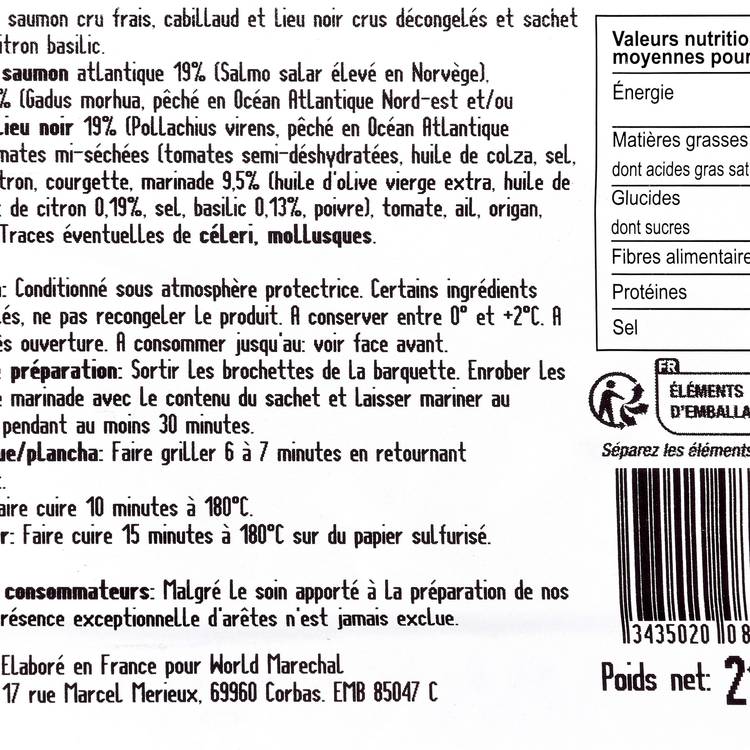 saumon cru frais, cabillaud et lieu noir crus décongelés et sachet
itron basilic.
saumon atlantique 19% (Salmo salar élevé en Norvège),
% (Gadus morhua, pêché en Océan Atlantique Nord-est et/ou
lieu noir 19% (Pollachius virens, pêché en Océan Atlantique
mates mi-séchées (tomates semi-déshydratées, huile de colza, sel,
tron, courgette, marinade 9,5% (huile d'olive vierge extra, huile de
de citron 0,19%, sel, basilic 0,13%, poivre), tomate, ail, origan,
Traces éventuelles de céleri, mollusques.
: Conditionné sous atmosphère protectrice. Certains ingrédients
lés, ne pas recongeler le produit. A conserver entre 0° et +2°C. A
ès ouverture. A consommer jusqu'au: voir face avant.
préparation: Sortir les brochettes de la barquette. Enrober les
marinade avec le contenu du sachet et laisser mariner au
pendant au moins 30 minutes.
ue/plancha: Faire griller 6 à 7 minutes en retournant
aire cuire 10 minutes à 180°C.
r: Faire cuire 15 minutes à 180°C sur du papier sulfurisé.
consommateurs: Malgré le soin apporté à la préparation de nos
résence exceptionnelle d'arêtes n'est jamais exclue.
Elaboré en France pour World Marechal
17 rue Marcel Merieux, 69960 Corbas. EMB 85047 C
Valeurs nutritio
moyennes pour
Énergie
Matières grasses
dont acides gras sat
Glucides
dont sucres
Fibres alimentaire
Protéines
Sel
FR
ÉLÉMENTS
D'EMBALLA
Séparez les éléments
3435020 08
Poids net: 2